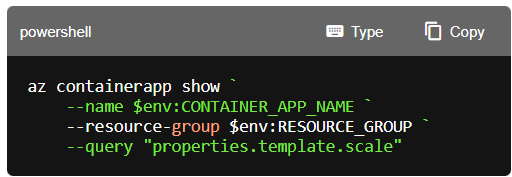 powershell
Type
Copy
az containerapp show `
    --name $env:CONTAINER_APP_NAME `
    --resource-group $env:RESOURCE_GROUP `
    --query "properties.template.scale"